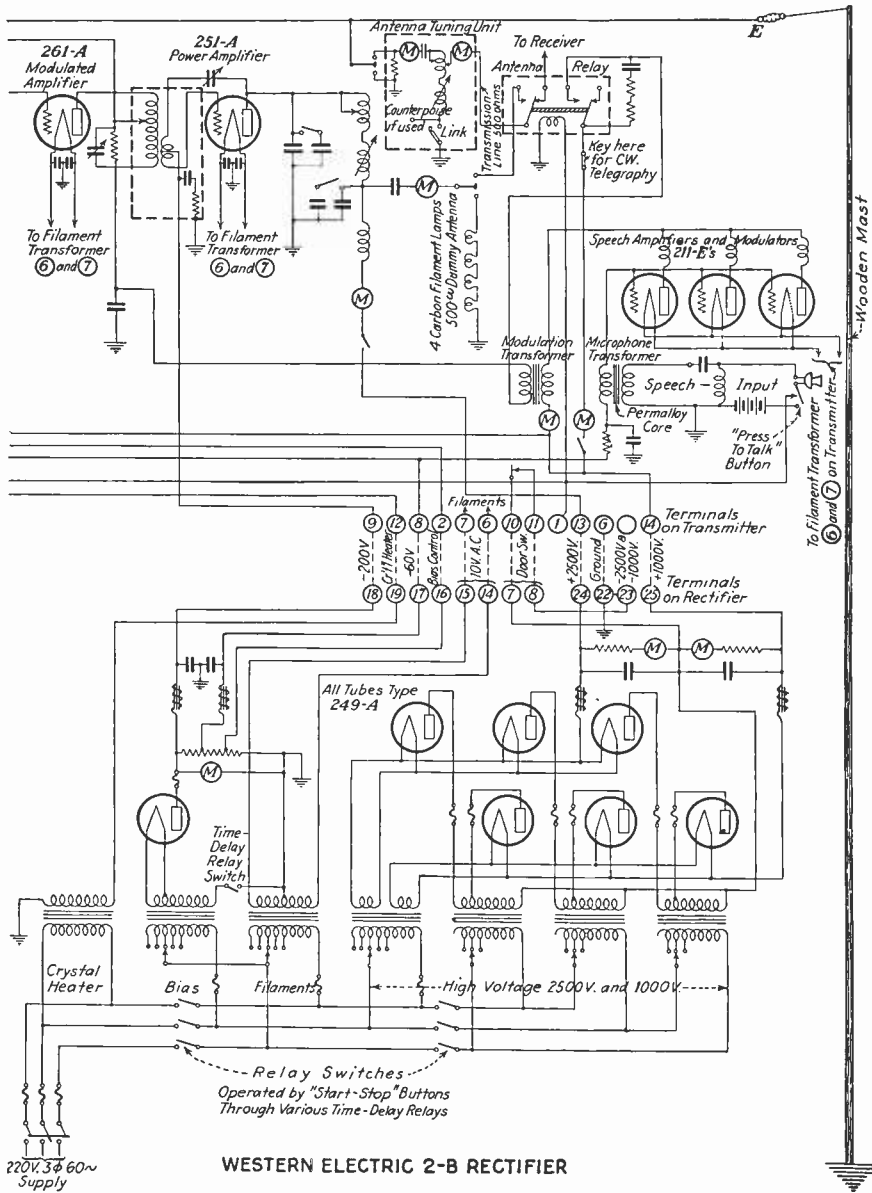 E
Antenna Tuning Unit
261-A
Modulated
Amplifier
251-A
Power Amplifier
M
M
To Receiver
Antenna
Relay
Counterpoise
if used
Link
Transmission
Line 500 ohms
Key here
for C.W.
Telegraphy
To Filament
Transformer
6 and 7
To Filament
Transformer
6 and 7
M
4 Carbon Filament Lamps
500ω Dummy Antenna
Speech Amplifiers and Modulators
211-E's
Wooden Mast
M
Modulation
Transformer
Microphone
Transformer
Speech - Input
M
M
Permalloy
Core
"Press
To Talk"
Button
To Filament Transformer
6 and 7 on Transmitter
Filaments
9 12 8 2 7 6 10 11 1 13 G 14
Terminals
on Transmitter
-200V
Cr't'l Heater
-60V
Bias Control
10V. A.C.
Door Sw.
+2500V.
Ground
-2500V.&
-1000V.
+1000V.
18 19 17 16 15 14 7 8 24 22 23 25
Terminals
on Rectifier
M
M
All Tubes Type
249-A
M
Time-
Delay
Relay
Switch
Crystal
Heater
Bias
Filaments
High Voltage 2500V. and 1000V.
Relay Switches
Operated by "Start-Stop" Buttons
Through Various Time-Delay Relays
220V. 3ϕ 60~
Supply
WESTERN ELECTRIC 2-B RECTIFIER